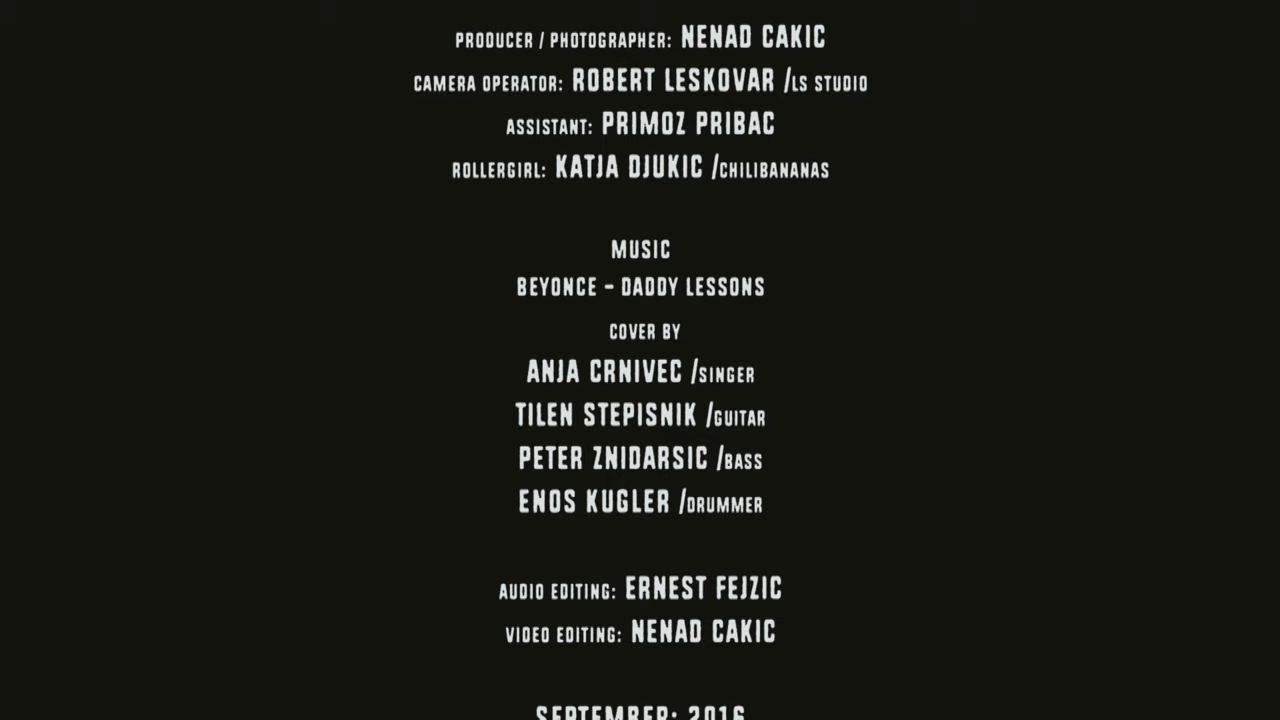 PRODUCER / PHOTOGRAPHER: NENAD CAKIC
CAMERA OPERATOR: ROBERT LESKOVAR /LS STUDIO
ASSISTANT: PRIMOZ PRIBAC
ROLLERGIRL: KATJA DJUKIC /CHILIBANANAS
MUSIC
BEYONCE - DADDY LESSONS
COVER BY
ANJA CRNIVEC /SINGER
TILEN STEPISNIK /GUITAR
PETER ZNIDARSIC /BASS
ENOS KUGLER /DRUMMER
AUDIO EDITING: ERNEST FEJZIC
VIDEO EDITING: NENAD CAKIC
SEPTEMBER: 2016